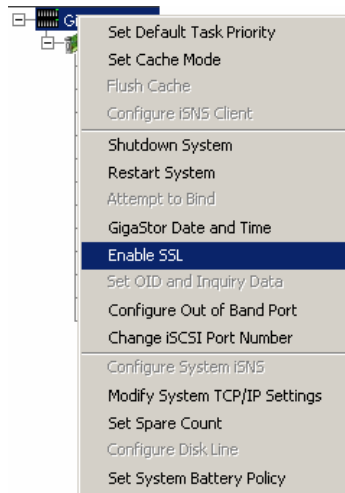 Set Default Task Priority
Set Cache Mode
Flush Cache
Configure iSNS Client
Shutdown System
Restart System
Attempt to Bind
GigaStor Date and Time
Enable SSL
Set OID and Inquiry Data
Configure Out of Band Port
Change iSCSI Port Number
Configure System iSNS
Modify System TCP/IP Settings
Set Spare Count
Configure Disk Line
Set System Battery Policy